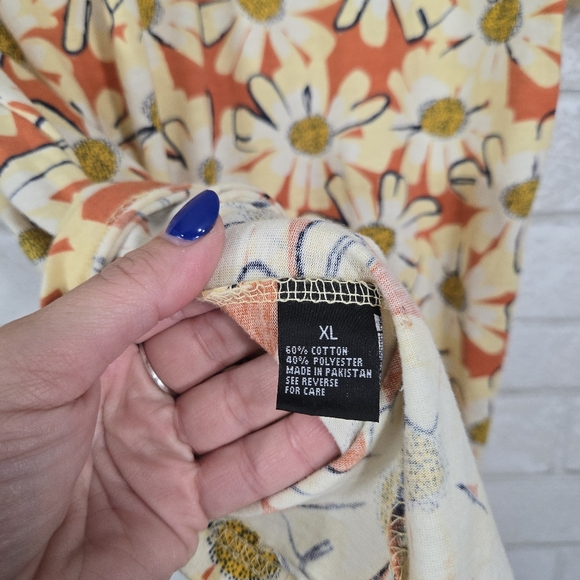 XL
60% COTTON
40% POLYESTER
MADE IN PAKISTAN
SEE REVERSE
FOR CARE